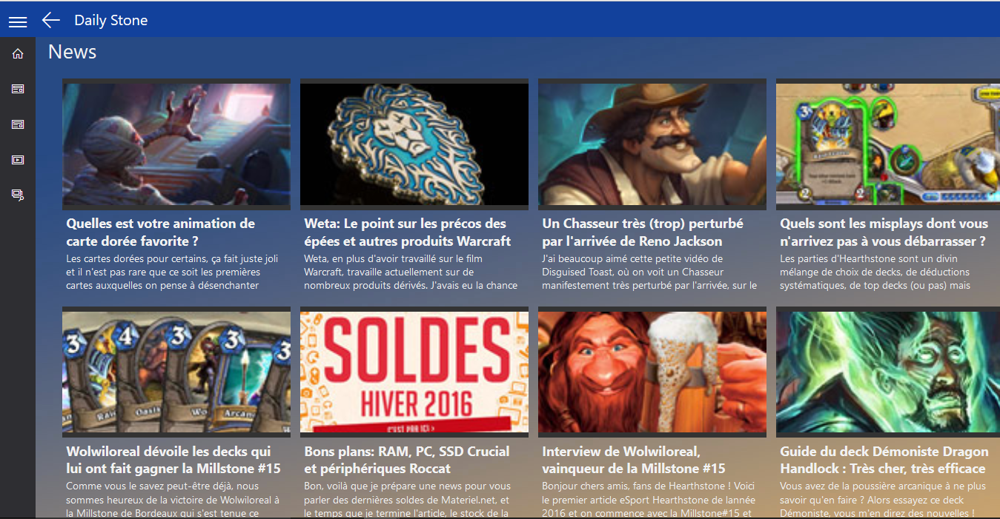 Daily Stone
News
3
2
2
Quelles est votre animation de
carte dorée favorite ?
Les cartes dorées pour certains, ça fait juste joli
et il n'est pas rare que ce soit les premières
cartes auxquelles on pense à désenchanter
Weta: Le point sur les précos des
épées et autres produits Warcraft
Weta, en plus d'avoir travaillé sur le film
Warcraft, travaille actuellement sur de
nombreux produits dérivés. J'avais eu la chance
Un Chasseur très (trop) perturbé
par l'arrivée de Reno Jackson
J'ai beaucoup aimé cette petite vidéo de
Disguised Toast, où on voit un Chasseur
manifestement très perturbé par l'arrivée, sur le
Quels sont les misplays dont vous
n'arrivez pas à vous débarrasser ?
Les parties d'Hearthstone sont un divin
mélange de choix de decks, de déductions
systématiques, de top decks (ou pas) mais
3
4
3
3
3
Raid
Oasis
Wo
Arcan
SOLDES
HIVER 2016
C'EST PAR ICI >
Wolwiloreal dévoile les decks qui
lui ont fait gagner la Millstone #15
Comme vous le savez peut-être déjà, nous
sommes heureux de la victoire de Wolwiloreal à
la Millstone de Bordeaux qui s'est tenue ce
Bons plans: RAM, PC, SSD Crucial
et périphériques Roccat
Bon, voilà que je prépare une news pour vous
parler des dernières soldes de Materiel.net, et
le temps que je termine l'article, le stock de la
Interview de Wolwiloreal,
vainqueur de la Millstone #15
Bonjour chers amis, fans de Hearthstone ! Voici
le premier article eSport Hearthstone de lannée
2016 et on commence avec la Millstone#15 et
Guide du deck Démoniste Dragon
Handlock : Très cher, très efficace
Vous avez de la poussière arcanique à ne plus
savoir qu'en faire ? Alors essayez ce deck
Démoniste, vous m'en direz des nouvelles !